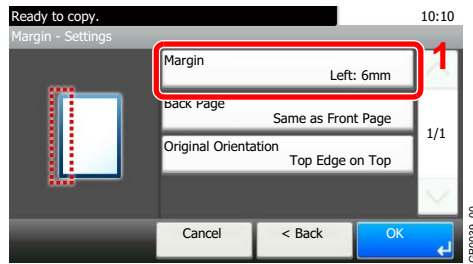 Ready to copy.
10:10
Margin - Settings
Margin
Left: 6mm
1
Back Page
Same as Front Page
1/1
Original Orientation
Top Edge on Top
Cancel
< Back
OK
GB0039_00